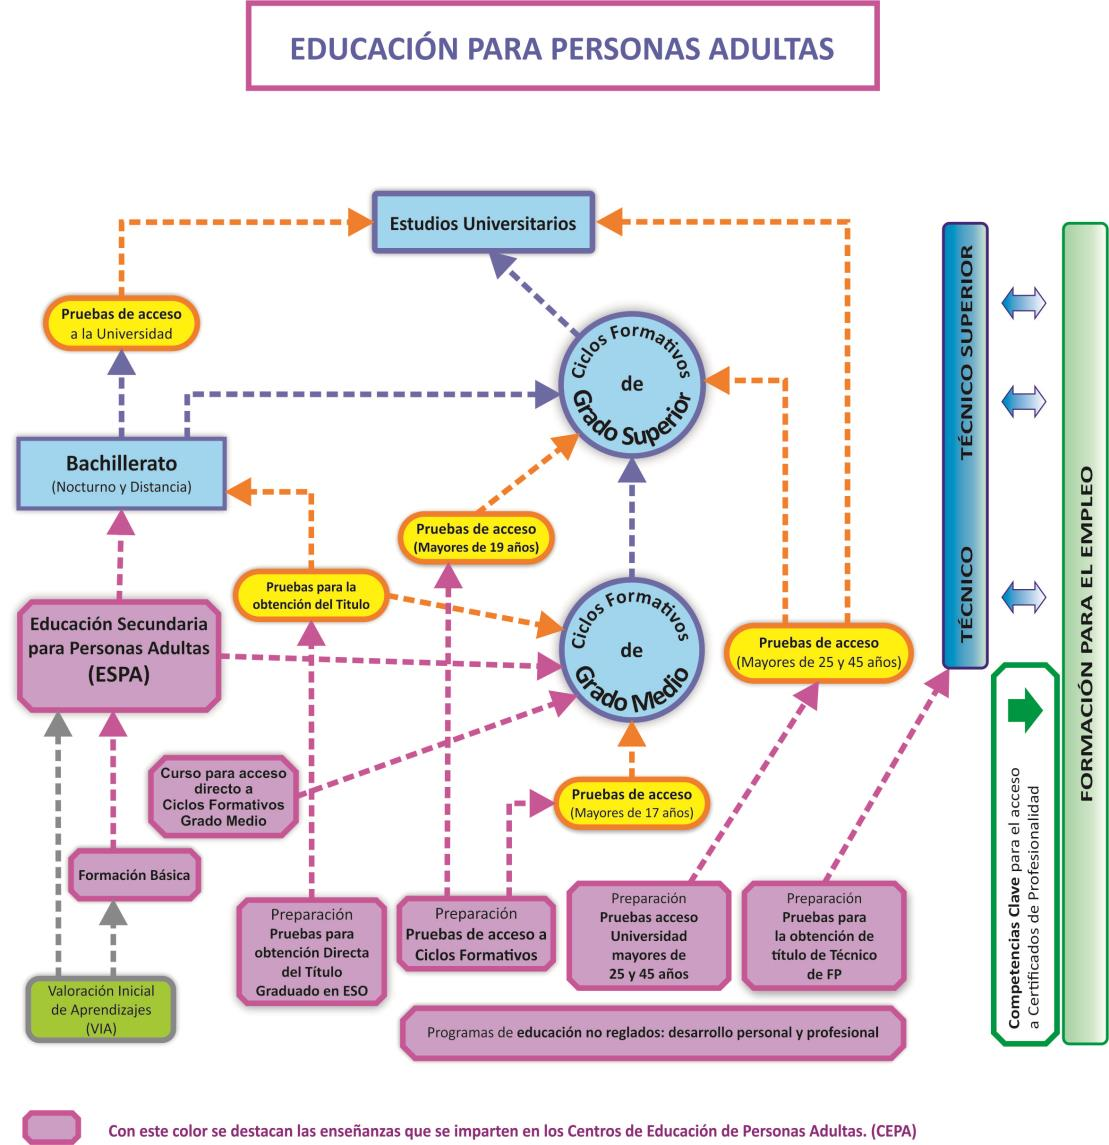 EDUCACIÓN PARA PERSONAS ADULTAS
Estudios Universitarios
Pruebas de acceso
a la Universidad
Ciclos Formativos
de
Grado Superior
Bachillerato
(Nocturno y Distancia)
Pruebas de acceso
(Mayores de 19 años)
Pruebas para la
obtención del Titulo
Educación Secundaria
para Personas Adultas
(ESPA)
Ciclos Formativos
de
Grado Medio
Pruebas de acceso
(Mayores de 25 y 45 años)
Curso para acceso
directo a
Ciclos Formativos
Grado Medio
Pruebas de acceso
(Mayores de 17 años)
Formación Básica
Preparación
Pruebas para
obtención Directa
del Título
Graduado en ESO
Preparación
Pruebas de acceso a
Ciclos Formativos
Preparación
Pruebas acceso
Universidad
mayores de
25 y 45 años
Preparación
Pruebas para
la obtención de
título de Técnico
de FP
Valoración Inicial
de Aprendizajes
(VIA)
Programas de educación no reglados: desarrollo personal y profesional
TÉCNICO SUPERIOR
TÉCNICO
FORMACIÓN PARA EL EMPLEO
Competencias Clave para el acceso
a Certificados de Profesionalidad
Con este color se destacan las enseñanzas que se imparten en los Centros de Educación de Personas Adultas. (CEPA)